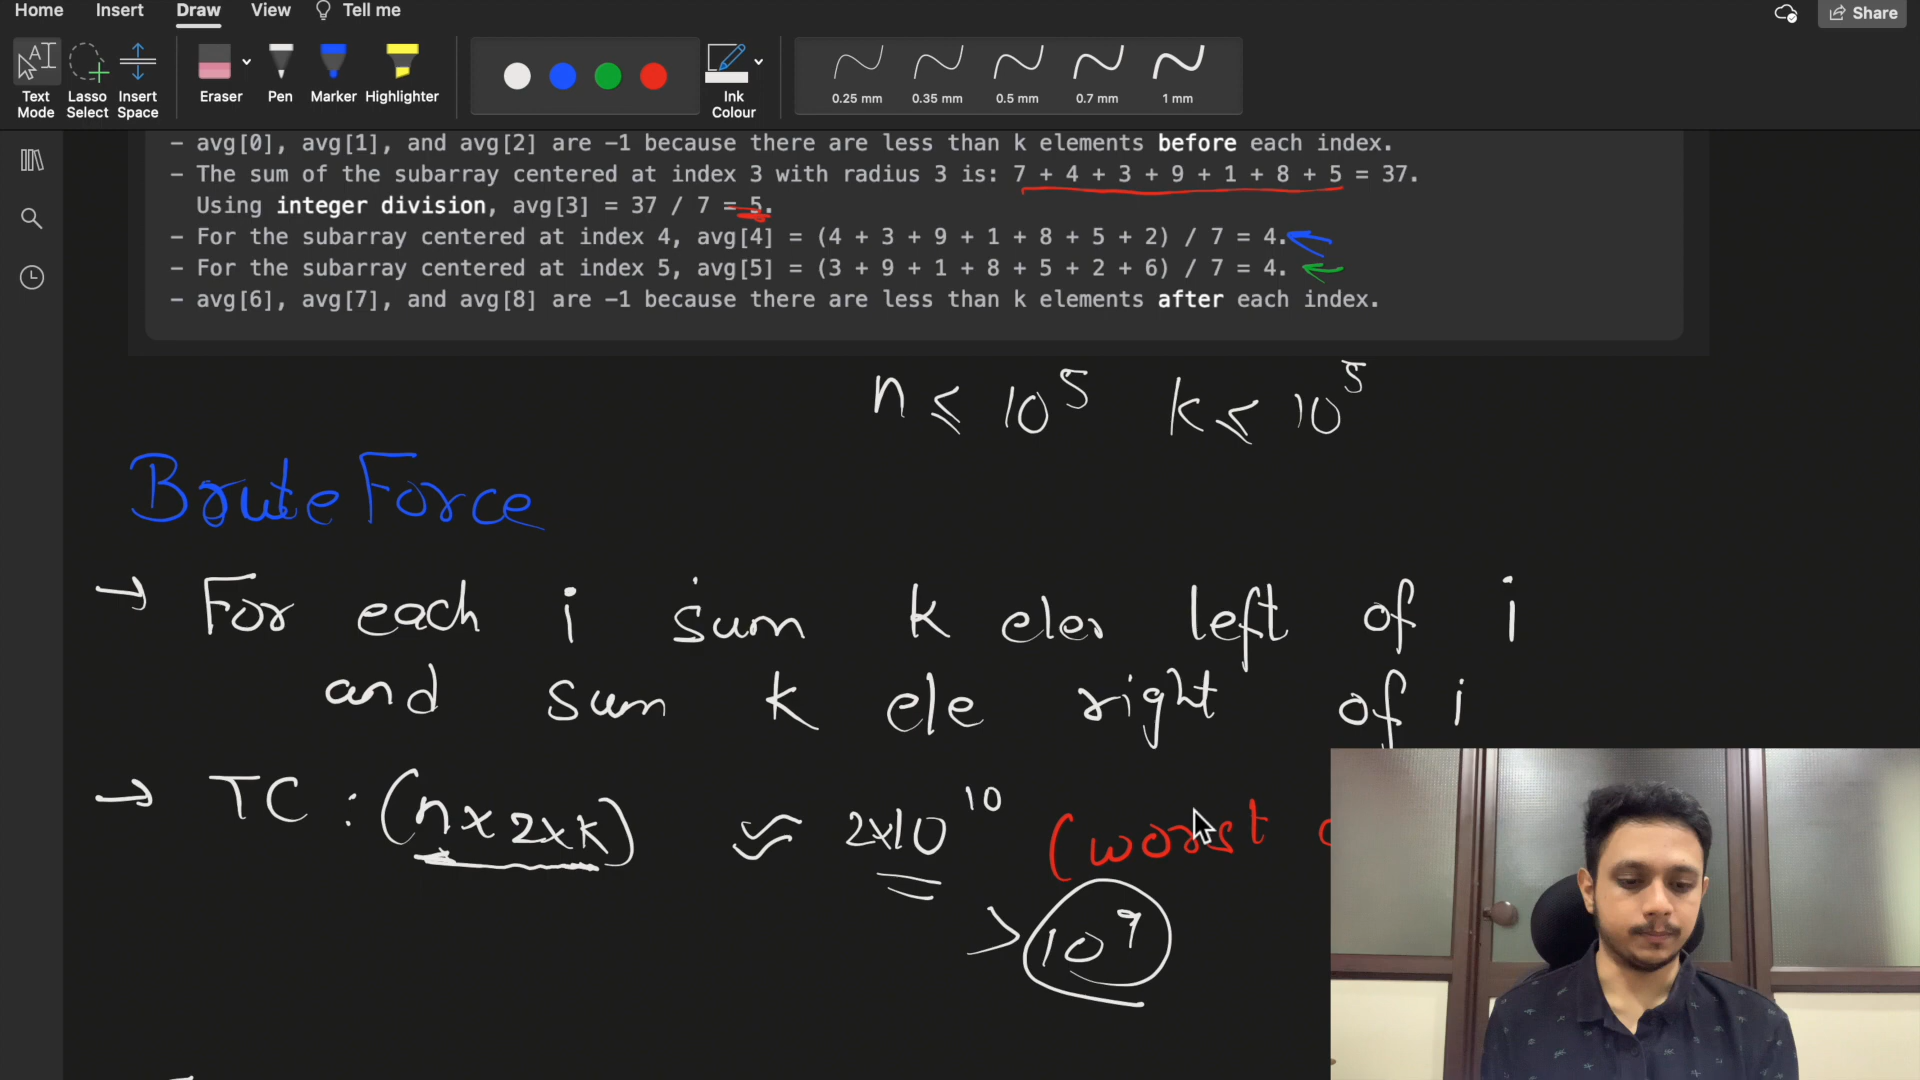 Home Insert Draw View Tell me Share
Text Mode Lasso Select Insert Space Eraser Pen Marker Highlighter Ink Colour 0.25 mm 0.35 mm 0.5 mm 0.7 mm 1 mm
– avg[0], avg[1], and avg[2] are -1 because there are less than k elements before each index.
– The sum of the subarray centered at index 3 with radius 3 is: 7 + 4 + 3 + 9 + 1 + 8 + 5 = 37.
Using integer division, avg[3] = 37 / 7 = 5.
– For the subarray centered at index 4, avg[4] = (4 + 3 + 9 + 1 + 8 + 5 + 2) / 7 = 4.
– For the subarray centered at index 5, avg[5] = (3 + 9 + 1 + 8 + 5 + 2 + 6) / 7 = 4.
– avg[6], avg[7], and avg[8] are -1 because there are less than k elements after each index.
n ≤ 10^5 k ≤ 10^5
Brute Force
→ For each i sum k eles left of i
and sum k ele right of i
→ TC : (n x 2 x k) ≈ 2x10^10 (worst
> 10^9